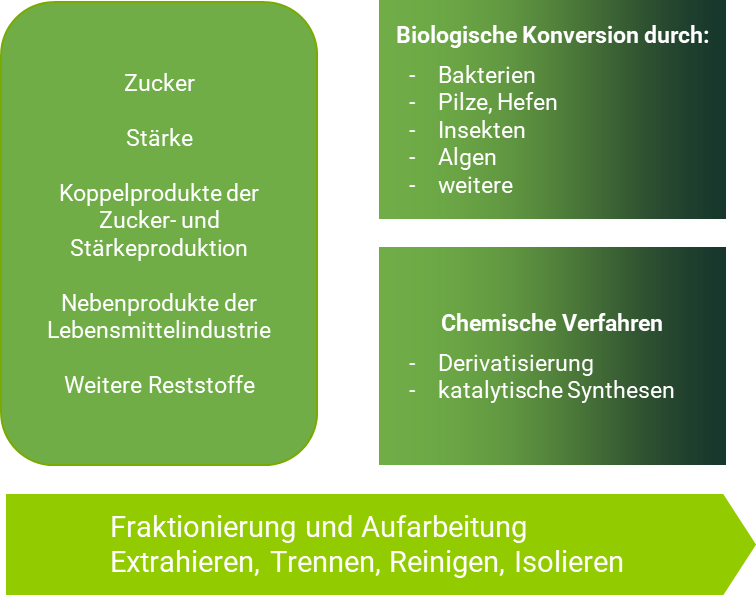 Zucker
Stärke
Koppelprodukte der
Zucker- und
Stärkeproduktion
Nebenprodukte der
Lebensmittelindustrie
Weitere Reststoffe
Biologische Konversion durch:
- Bakterien
- Pilze, Hefen
- Insekten
- Algen
- weitere
Chemische Verfahren
- Derivatisierung
- katalytische Synthesen
Fraktionierung und Aufarbeitung
Extrahieren, Trennen, Reinigen, Isolieren